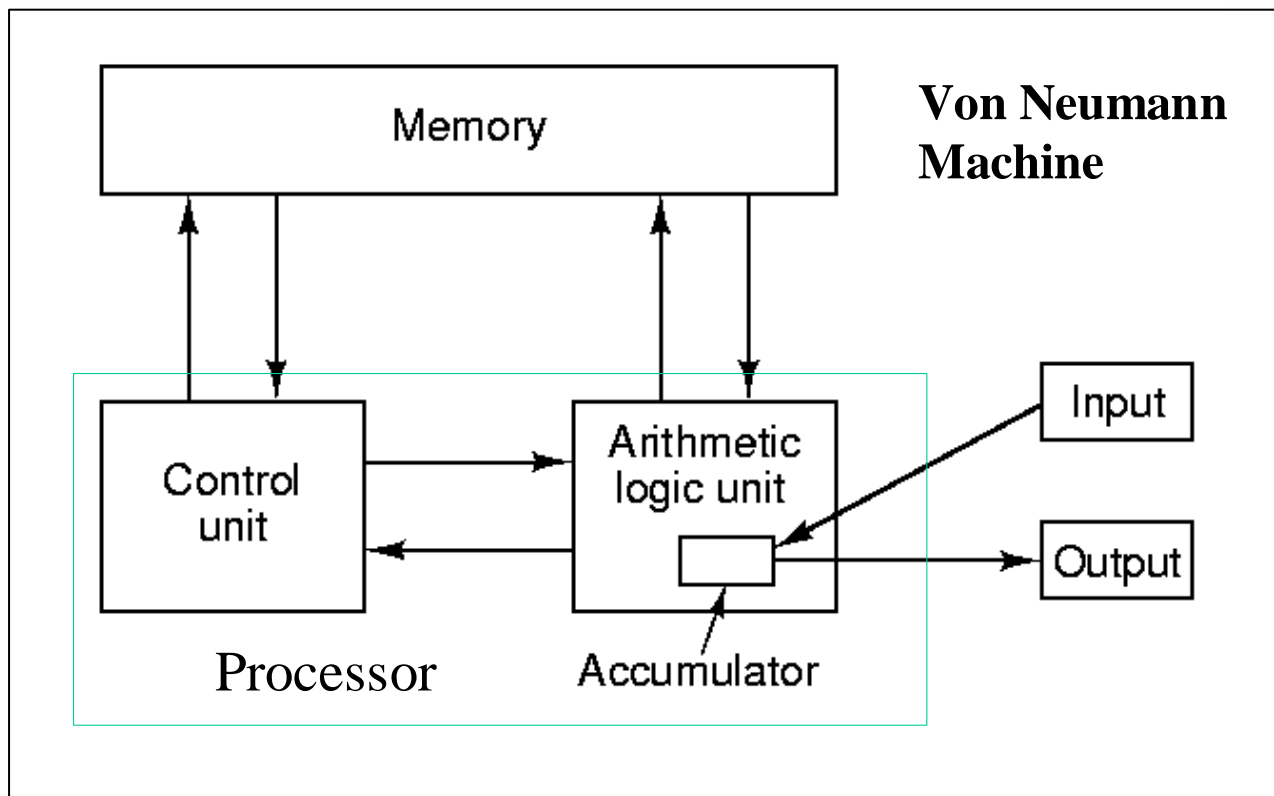 Memory
Von Neumann
Machine
Control
unit
Arithmetic
logic unit
Input
Output
Processor
Accumulator